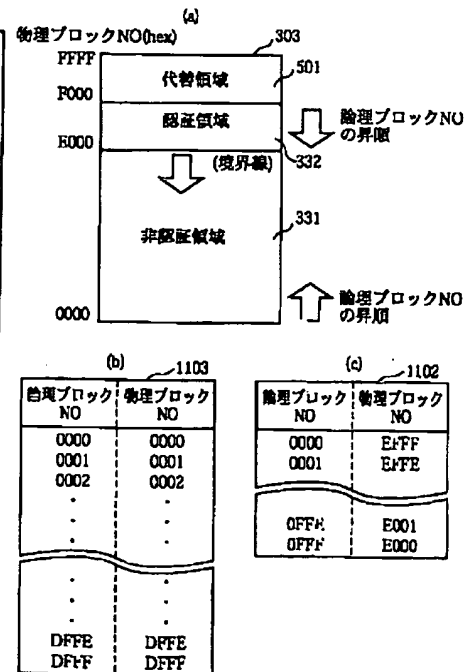 (a)
物理ブロックNO(hex)
303
FFFF
代替領域
501
F000
認証領域
論理ブロックNO
の昇順
E000
(境界線)
332
331
非認証領域
論理ブロックNO
の昇順
0000
(b)
1103
論理ブロック NO
物理ブロック NO
0000 0000
0001 0001
0002 0002
DFFE DFFE
DFFF DFFF
(c)
1102
論理ブロック NO
物理ブロック NO
0000 EFFF
0001 EFFE
0FFE E001
0FFF E000